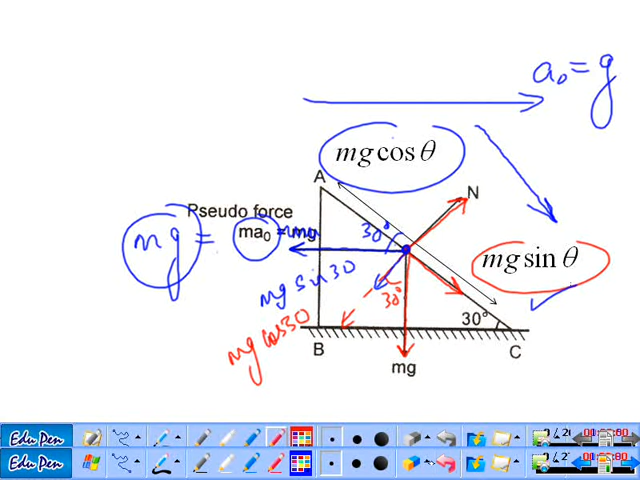 a₀ = g
mg cos θ
A
N
Pseudo force
mg = ma₀ = mg
30°
mg sin θ
mg sin 30
30°
mg cos 30
30°
B
C
mg
Edu Pen
Edu Pen